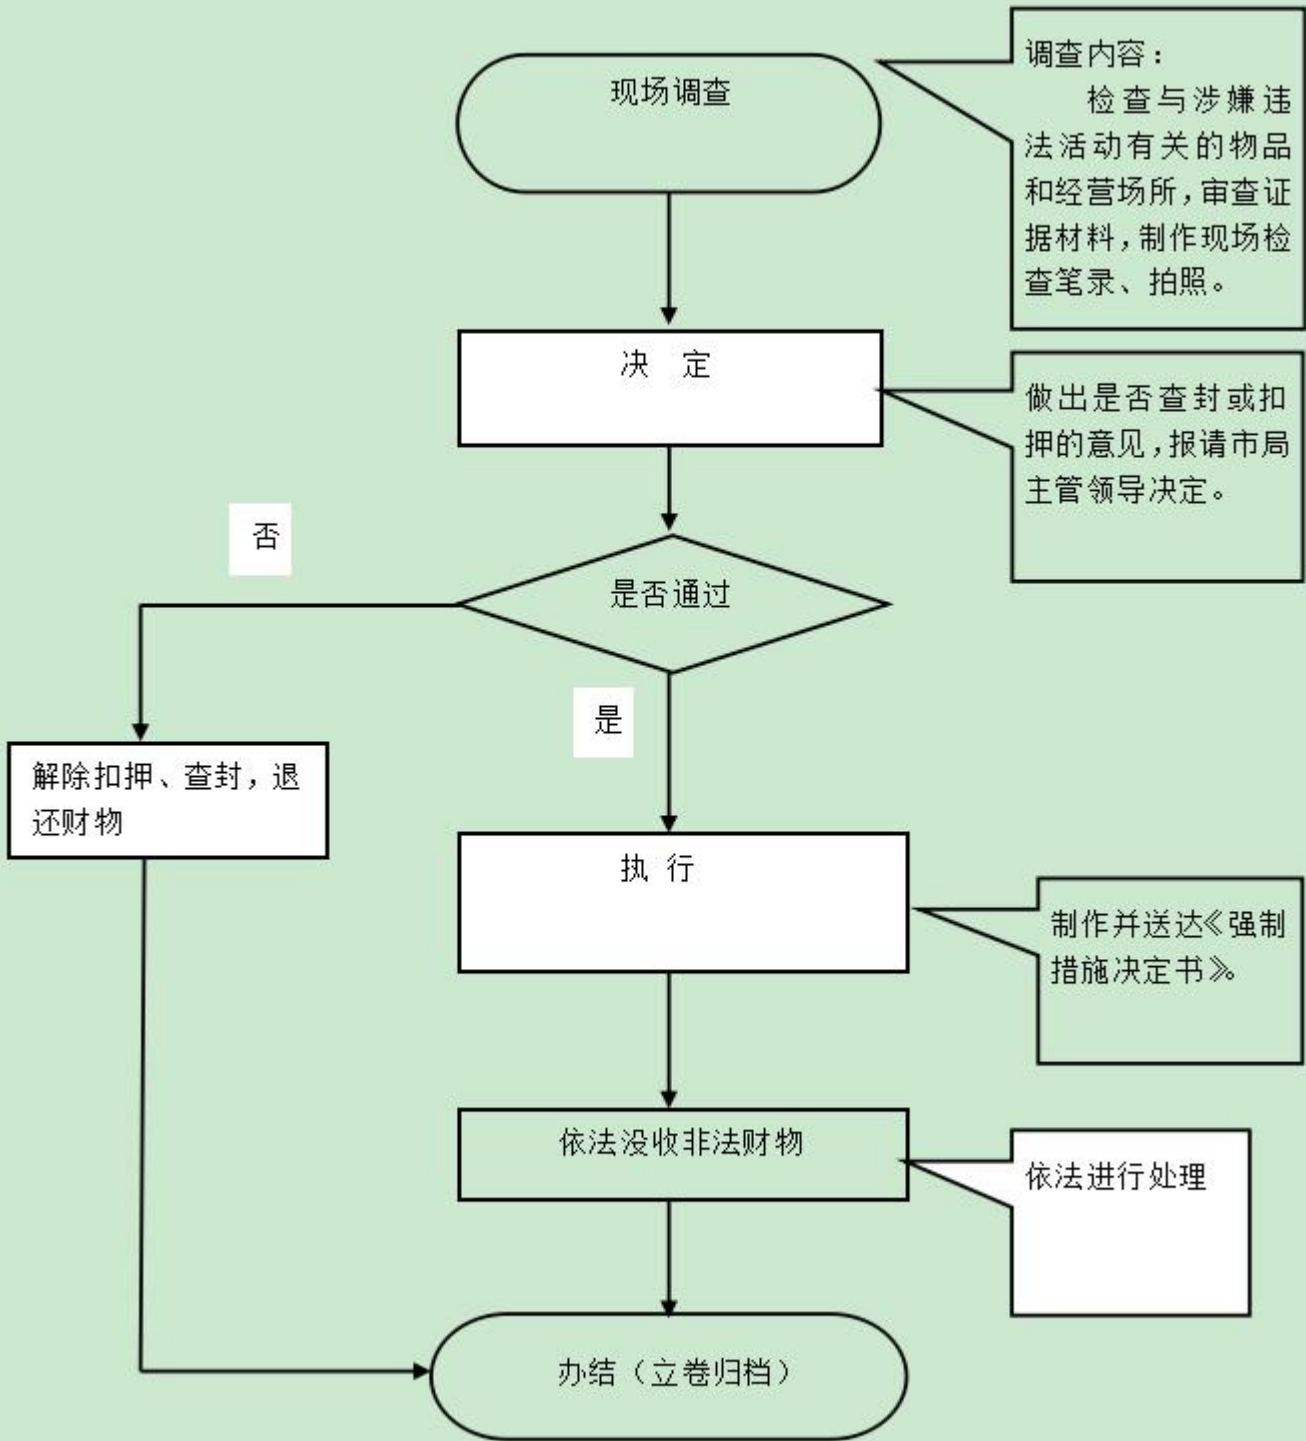 现场调查
调查内容：
检查与涉嫌违
法活动有关的物品
和经营场所，审查证
据材料，制作现场检
查笔录、拍照。
决 定
做出是否查封或扣
押的意见，报请市局
主管领导决定。
否
是否通过
是
解除扣押、查封，退
还财物
执 行
制作并送达《强制
措施决定书》。
依法没收非法财物
依法进行处理
办结（立卷归档）